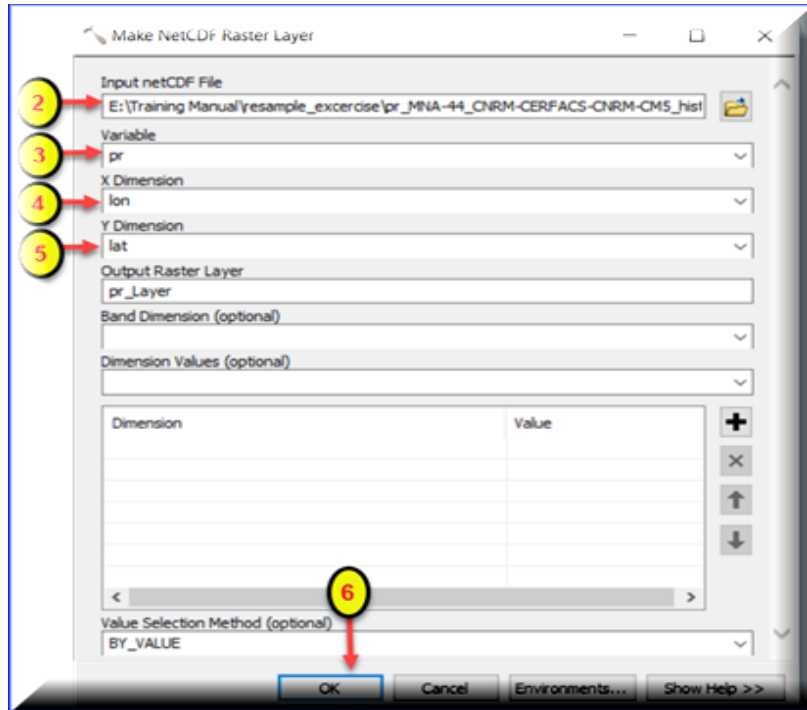 Make NetCDF Raster Layer
Input netCDF File
2
E:\Training Manual\resample_excercise\pr_MNA-44_CNRM-CERFACS-CNRM-CM5_hist
Variable
3
pr
X Dimension
4
lon
Y Dimension
5
lat
Output Raster Layer
pr_Layer
Band Dimension (optional)
Dimension Values (optional)
Dimension Value
6
Value Selection Method (optional)
BY_VALUE
OK Cancel Environments... Show Help >>